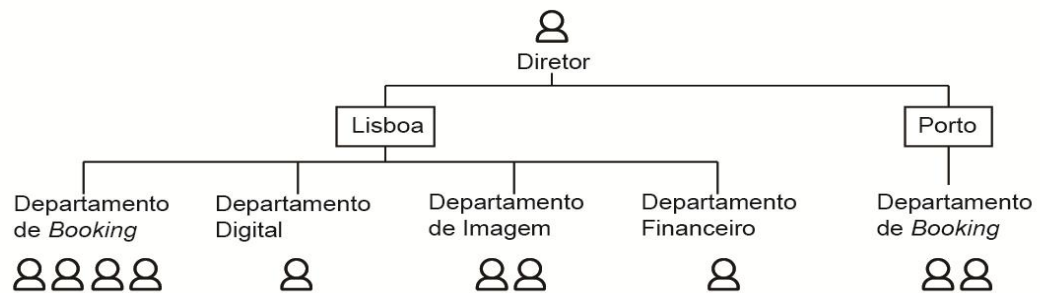 Diretor
Lisboa
Porto
Departamento
de Booking
Departamento
Digital
Departamento
de Imagem
Departamento
Financeiro
Departamento
de Booking